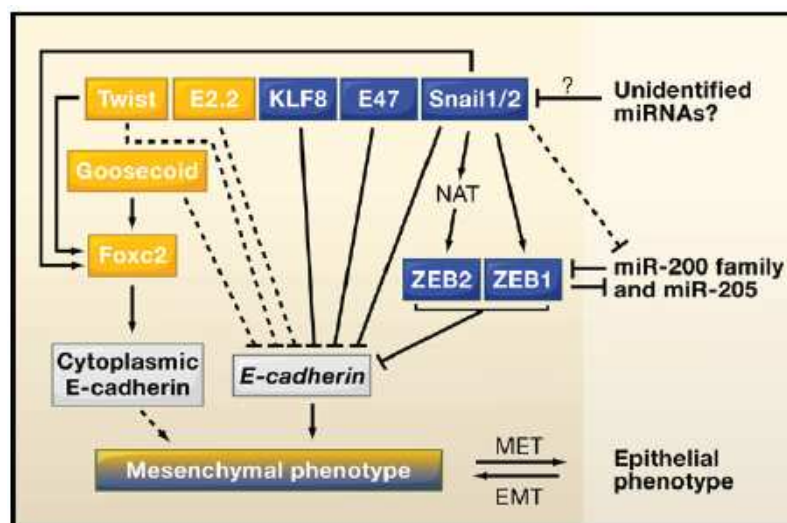 Twist
E2.2
KLF8
E47
Snail1/2
?
Unidentified
miRNAs?
Goosecoid
NAT
Foxc2
ZEB2
ZEB1
miR-200 family
and miR-205
Cytoplasmic
E-cadherin
E-cadherin
Mesenchymal phenotype
MET
EMT
Epithelial
phenotype